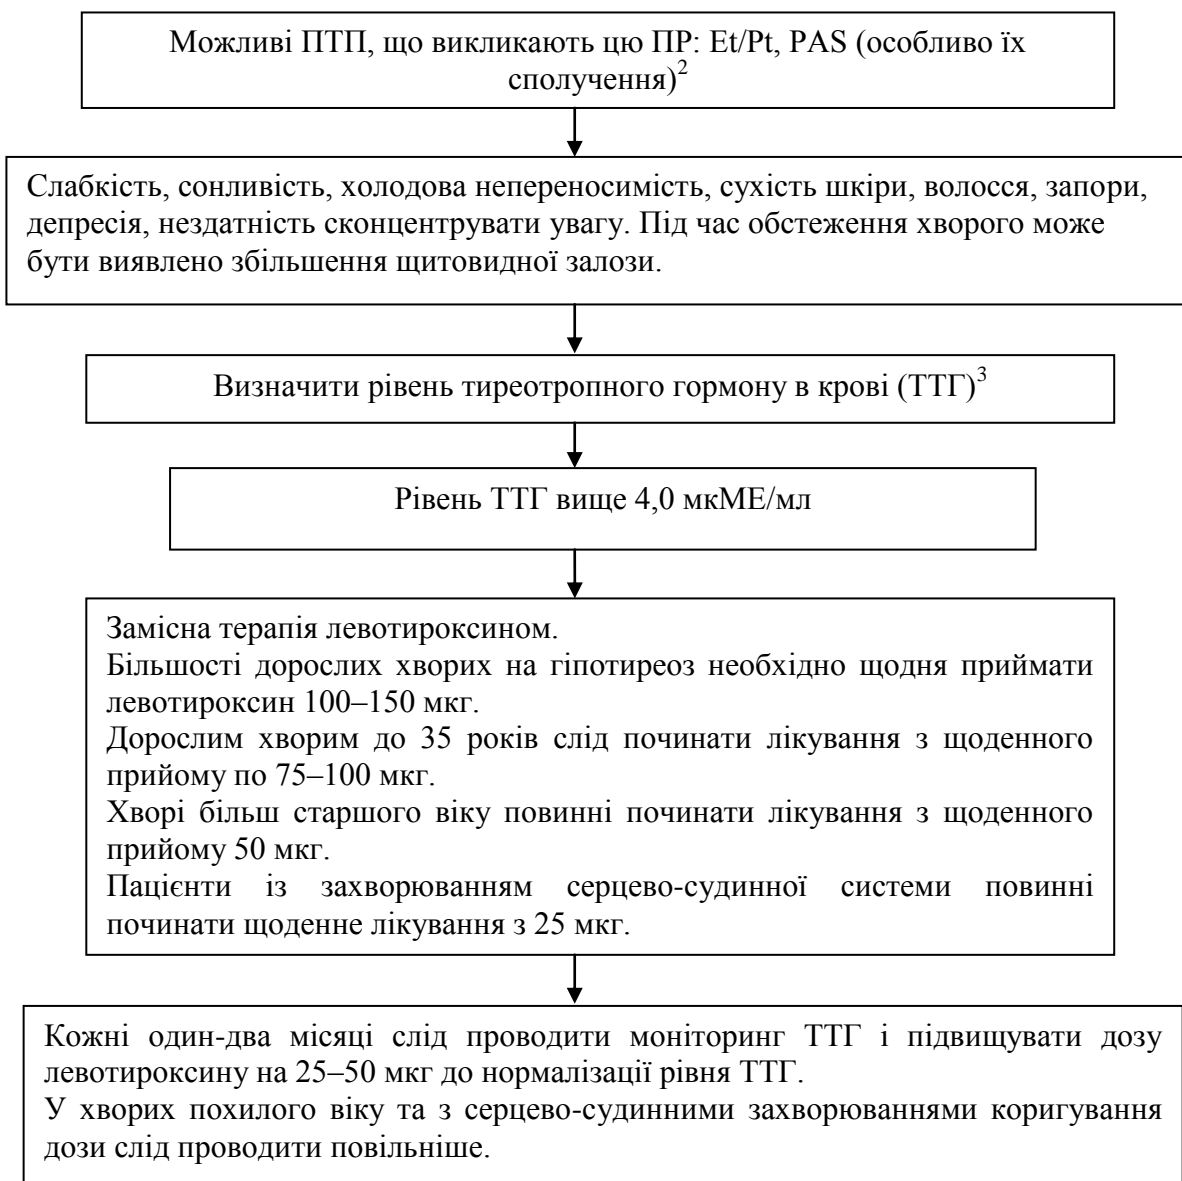 Можливі ПТП, що викликають цю ПР: Et/Pt, PAS (особливо їх
сполучення)2
Слабкість, сонливість, холодова непереносимість, сухість шкіри, волосся, запори,
депресія, нездатність сконцентрувати увагу. Під час обстеження хворого може
бути виявлено збільшення щитовидної залози.
Визначити рівень тиреотропного гормону в крові (ТТГ)3
Рівень ТТГ вище 4,0 мкМЕ/мл
Замісна терапія левотироксином.
Більшості дорослих хворих на гіпотиреоз необхідно щодня приймати
левотироксин 100–150 мкг.
Дорослим хворим до 35 років слід починати лікування з щоденного
прийому по 75–100 мкг.
Хворі більш старшого віку повинні починати лікування з щоденного
прийому 50 мкг.
Пацієнти із захворюванням серцево-судинної системи повинні
починати щоденне лікування з 25 мкг.
Кожні один-два місяці слід проводити моніторинг ТТГ і підвищувати дозу
левотироксину на 25–50 мкг до нормалізації рівня ТТГ.
У хворих похилого віку та з серцево-судинними захворюваннями коригування
дози слід проводити повільніше.